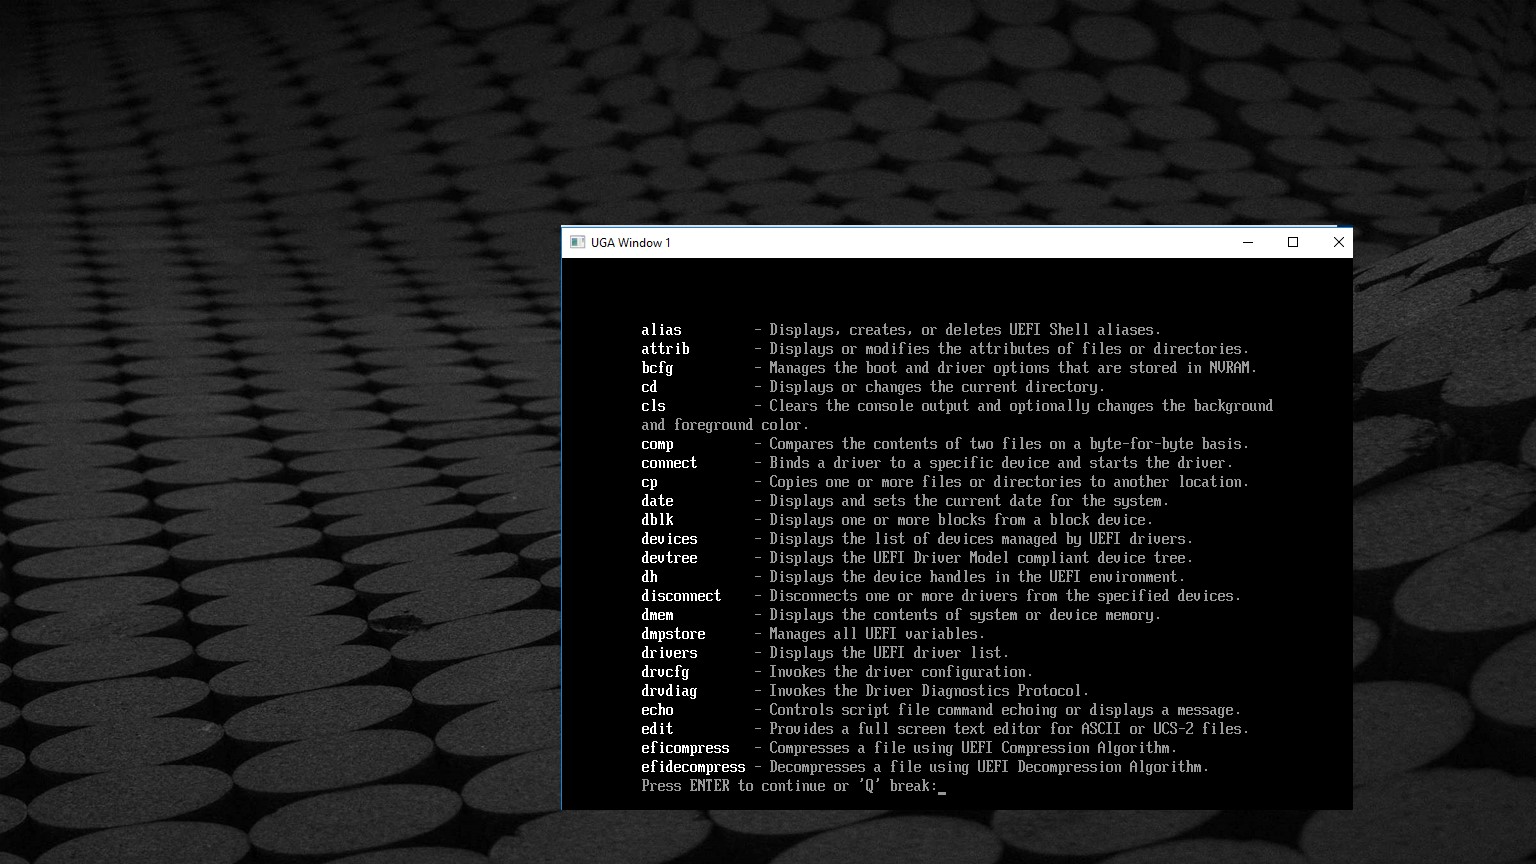 UGA Window 1
alias - Displays, creates, or deletes UEFI Shell aliases.
attrib - Displays or modifies the attributes of files or directories.
bcfg - Manages the boot and driver options that are stored in NVRAM.
cd - Displays or changes the current directory.
cls - Clears the console output and optionally changes the background
and foreground color.
comp - Compares the contents of two files on a byte-for-byte basis.
connect - Binds a driver to a specific device and starts the driver.
cp - Copies one or more files or directories to another location.
date - Displays and sets the current date for the system.
dblk - Displays one or more blocks from a block device.
devices - Displays the list of devices managed by UEFI drivers.
devtree - Displays the UEFI Driver Model compliant device tree.
dh - Displays the device handles in the UEFI environment.
disconnect - Disconnects one or more drivers from the specified devices.
dmem - Displays the contents of system or device memory.
dmpstore - Manages all UEFI variables.
drivers - Displays the UEFI driver list.
drvcfg - Invokes the driver configuration.
drvdiag - Invokes the Driver Diagnostics Protocol.
echo - Controls script file command echoing or displays a message.
edit - Provides a full screen text editor for ASCII or UCS-2 files.
eficompress - Compresses a file using UEFI Compression Algorithm.
efidecompress - Decompresses a file using UEFI Decompression Algorithm.
Press ENTER to continue or 'Q' break:_